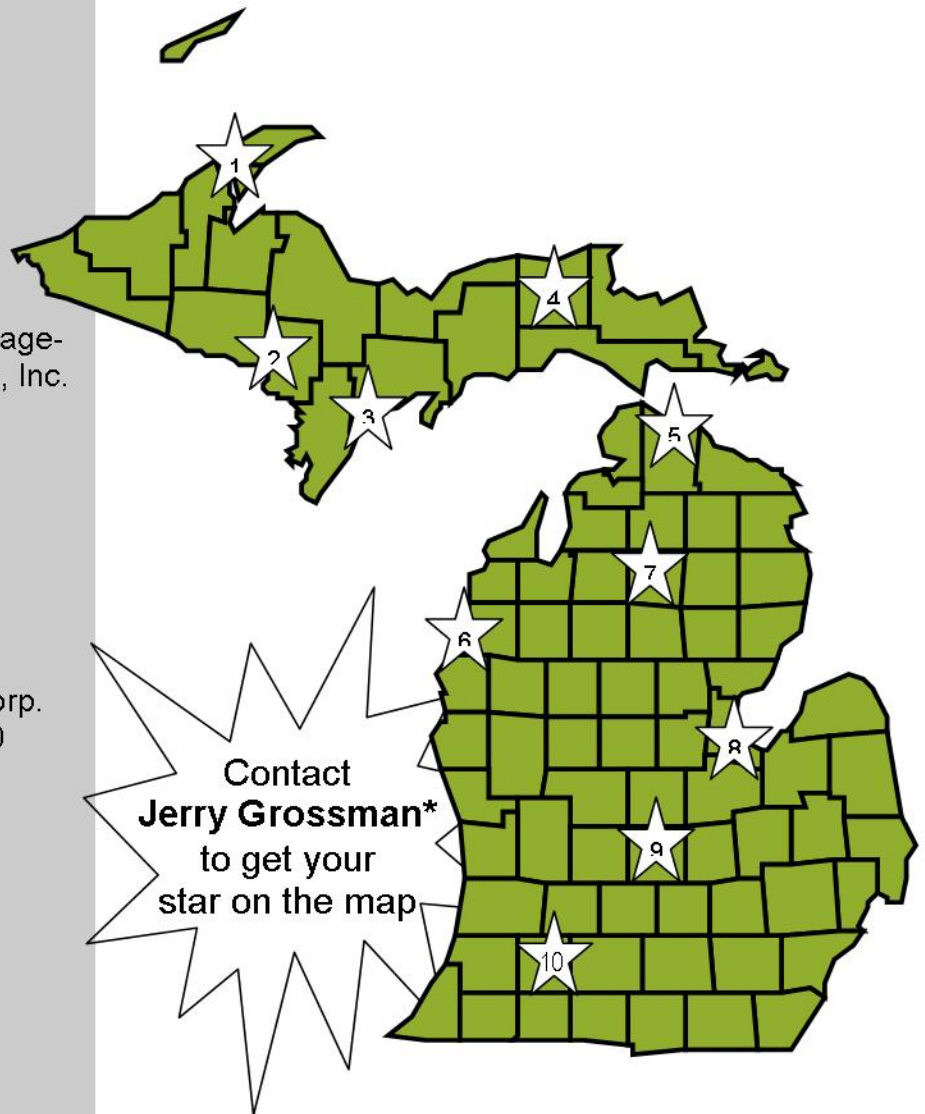 age-
, Inc.
orp.
0
1
2
3
4
5
6
7
8
9
10
Contact
Jerry Grossman*
to get your
star on the map